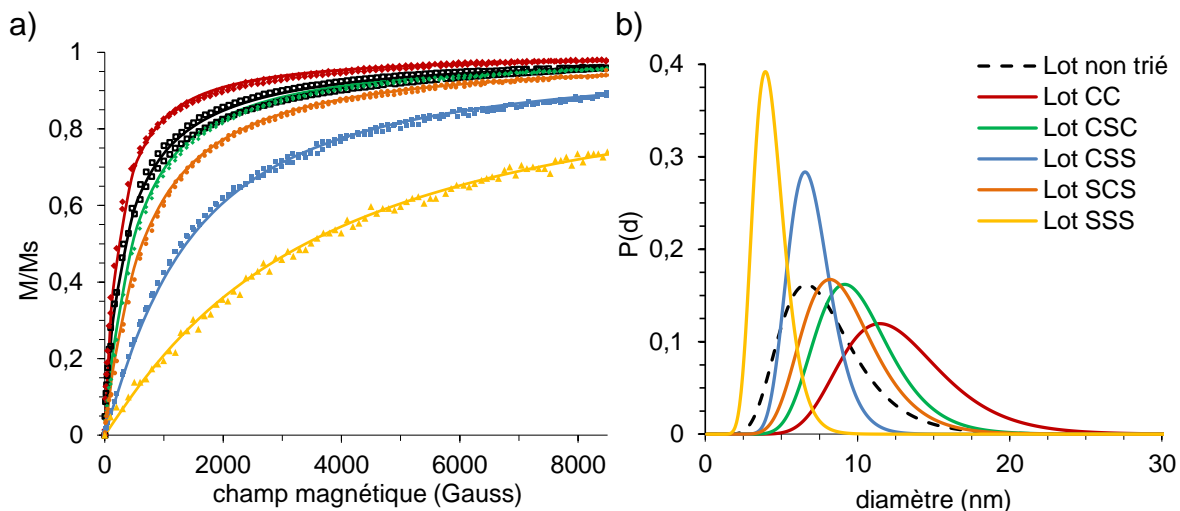 a)
1
0,8
0,6
0,4
0,2
0
M/Ms
0 2000 4000 6000 8000
champ magnétique (Gauss)
b)
0,4
0,3
0,2
0,1
0
P(d)
0 10 20 30
diamètre (nm)
Lot non trié
Lot CC
Lot CSC
Lot CSS
Lot SCS
Lot SSS